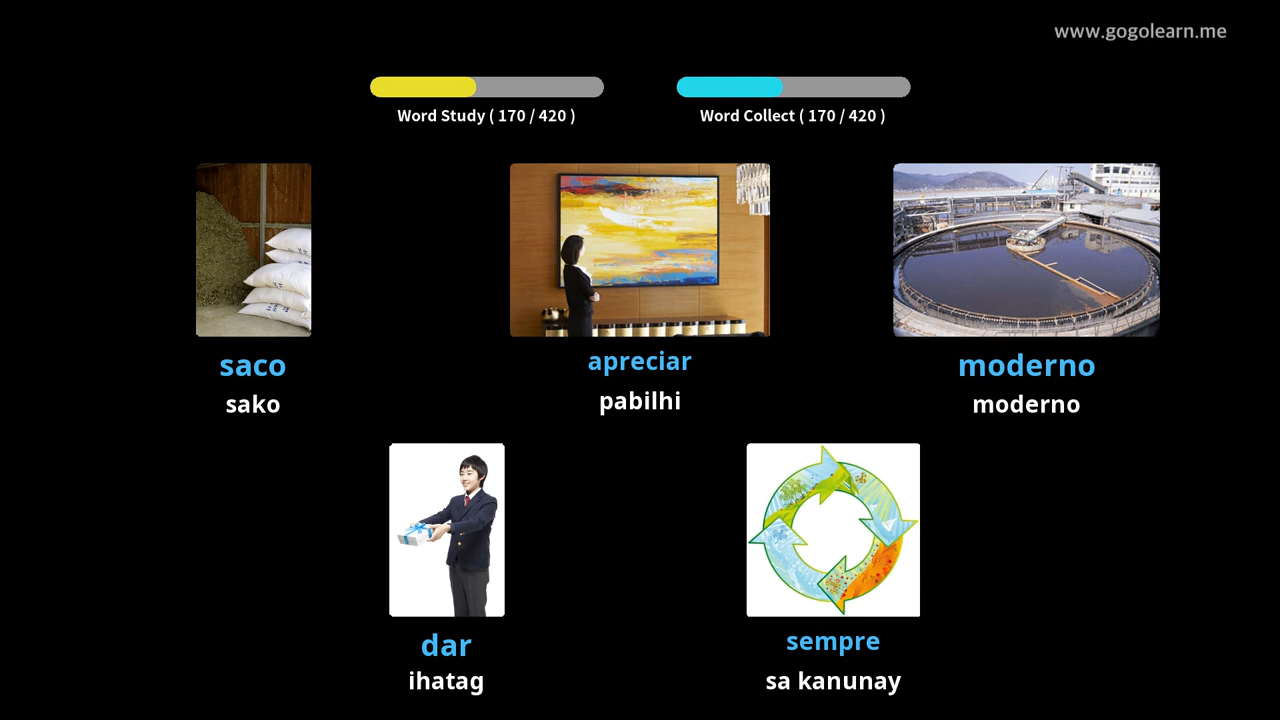 www.gogolearn.me
Word Study ( 170 / 420 )
Word Collect ( 170 / 420 )
saco
sako
apreciar
pabilhi
moderno
moderno
dar
ihatag
sempre
sa kanunay